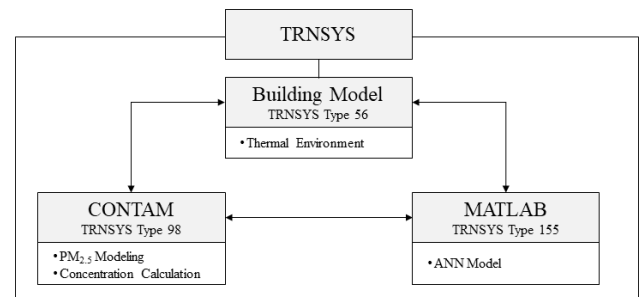 TRNSYS
Building Model
TRNSYS Type 56
•Thermal Environment
CONTAM
TRNSYS Type 98
•PM2.5 Modeling
•Concentration Calculation
MATLAB
TRNSYS Type 155
•ANN Model